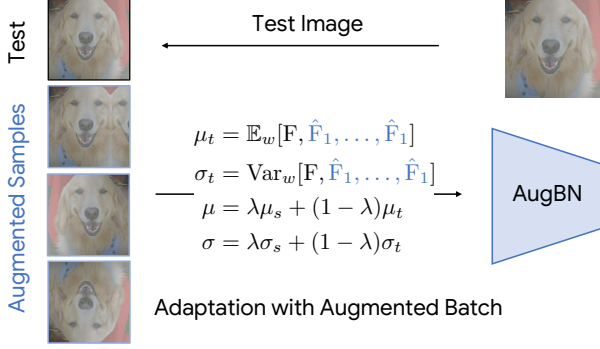 Test
Test Image
Augmented Samples
μ_t = 𝔼_w[F, F̂_1, …, F̂_1]
σ_t = Var_w[F, F̂_1, …, F̂_1]
μ = λμ_s + (1 − λ)μ_t
σ = λσ_s + (1 − λ)σ_t
AugBN
Adaptation with Augmented Batch